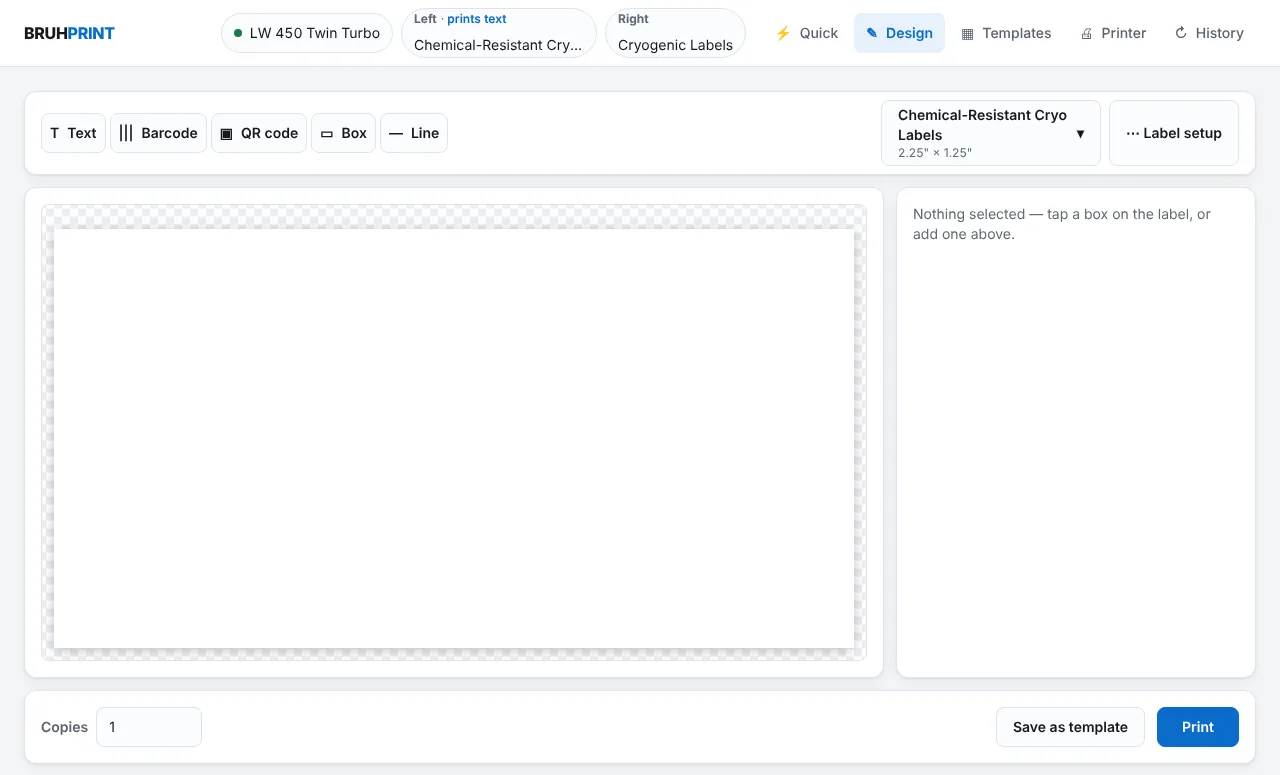 BRUHPRINT
LW 450 Twin Turbo
Left · prints text
Chemical-Resistant Cry...
Right
Cryogenic Labels
Quick
Design
Templates
Printer
History
T Text
Barcode
QR code
Box
Line
Chemical-Resistant Cryo
Labels
2.25" × 1.25"
··· Label setup
Nothing selected — tap a box on the label, or
add one above.
Copies
1
Save as template
Print